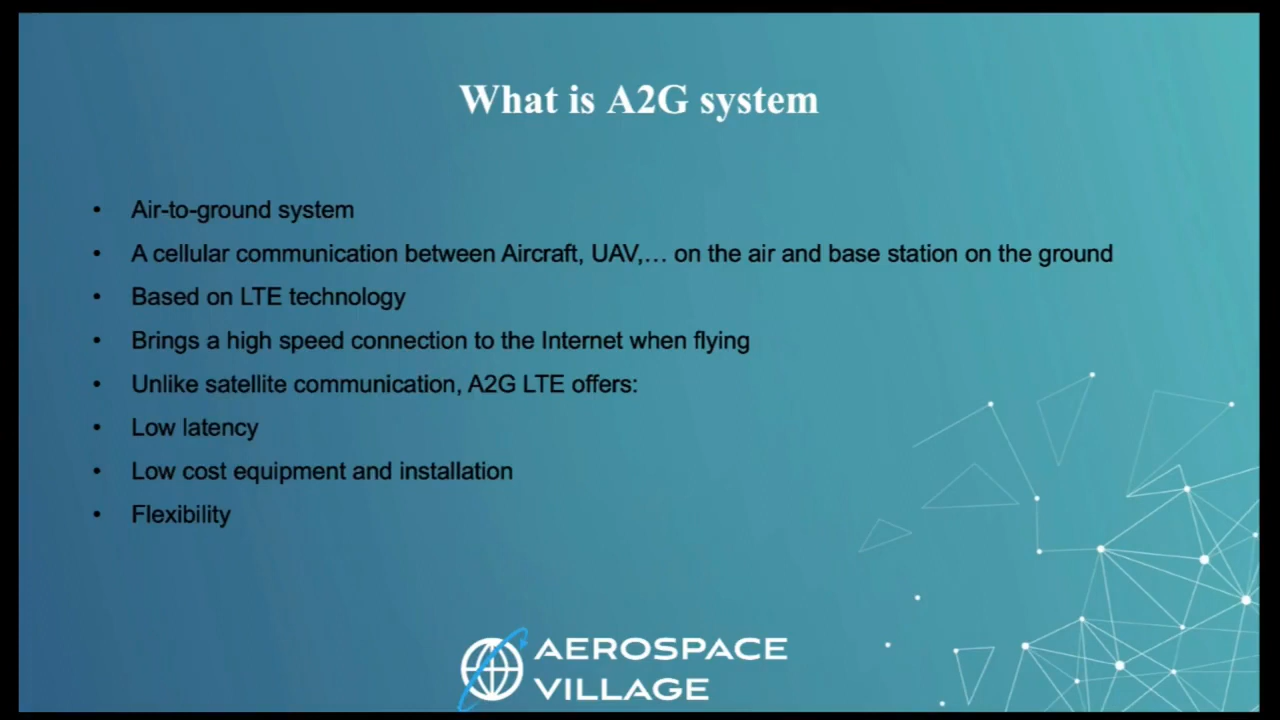 What is A2G system
• Air-to-ground system
• A cellular communication between Aircraft, UAV,… on the air and base station on the ground
• Based on LTE technology
• Brings a high speed connection to the Internet when flying
• Unlike satellite communication, A2G LTE offers:
• Low latency
• Low cost equipment and installation
• Flexibility
AEROSPACE
VILLAGE